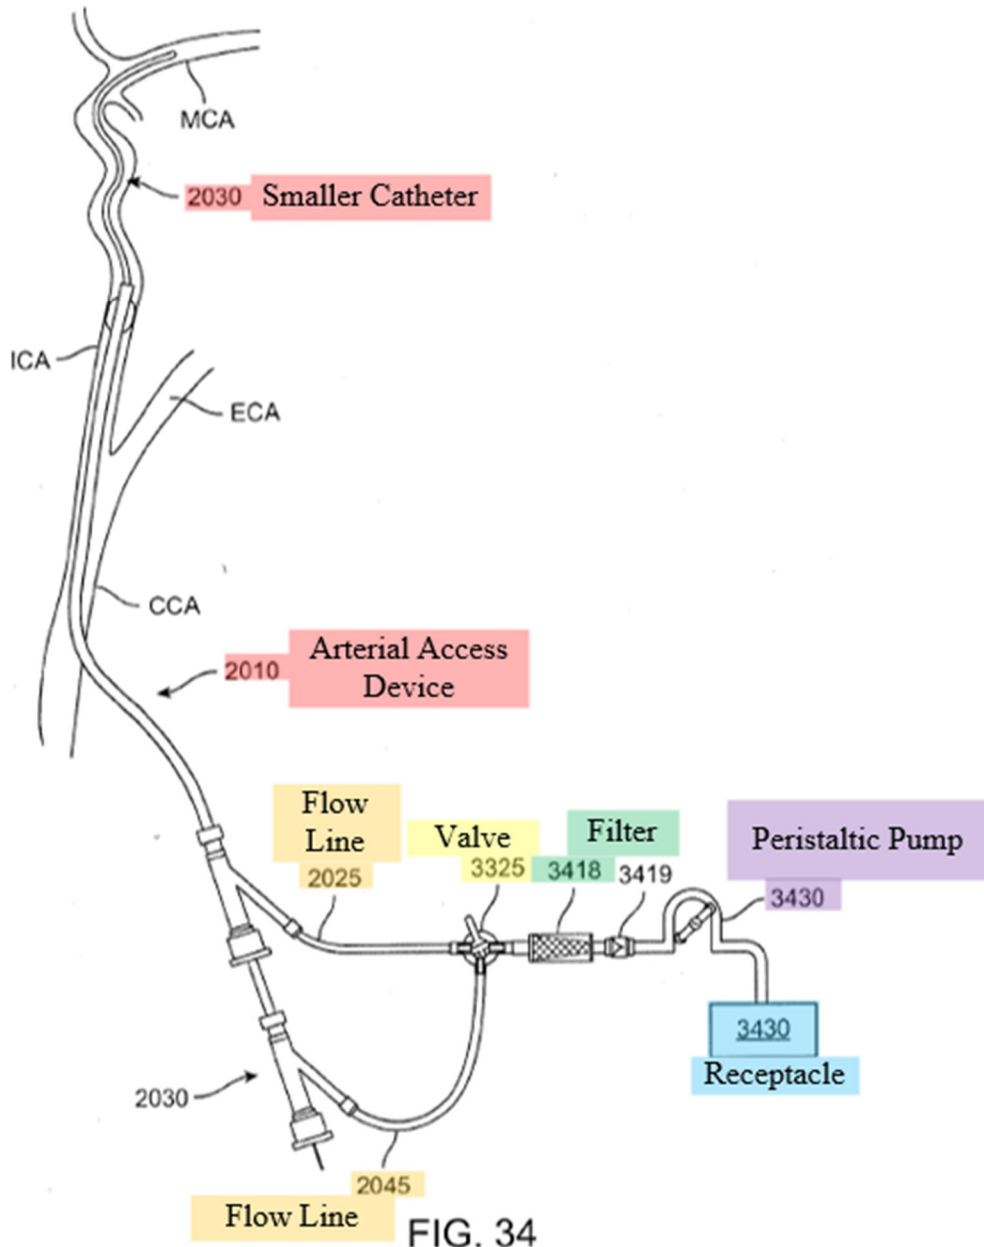 MCA
2030 Smaller Catheter
ICA
ECA
CCA
2010 Arterial Access
Device
Flow
Line
2025
Valve
3325
Filter
3418
3419
Peristaltic Pump
3430
3430
Receptacle
2030
2045
Flow Line
FIG. 34